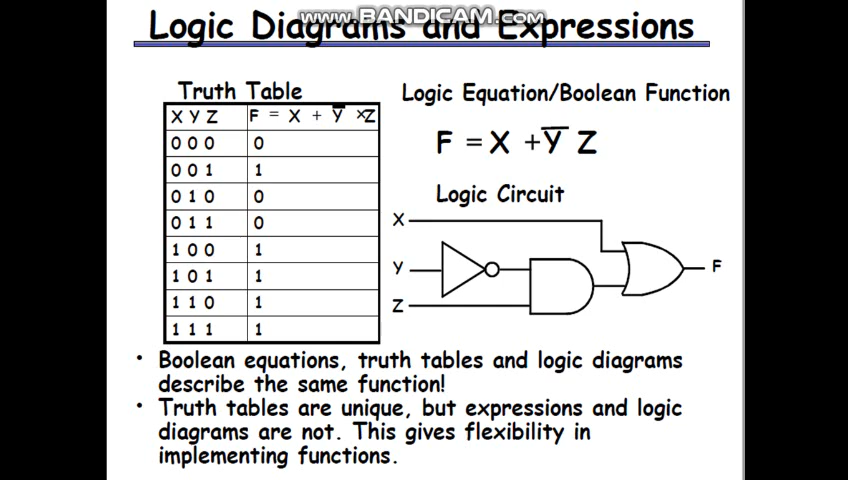 www.BANDICAM.com
Logic Diagrams and Expressions
Truth Table
X Y Z F = X + Y̅ ×Z
0 0 0 0
0 0 1 1
0 1 0 0
0 1 1 0
1 0 0 1
1 0 1 1
1 1 0 1
1 1 1 1
Logic Equation/Boolean Function
F = X + Y̅ Z
Logic Circuit
X
Y
Z
F
• Boolean equations, truth tables and logic diagrams
describe the same function!
• Truth tables are unique, but expressions and logic
diagrams are not. This gives flexibility in
implementing functions.